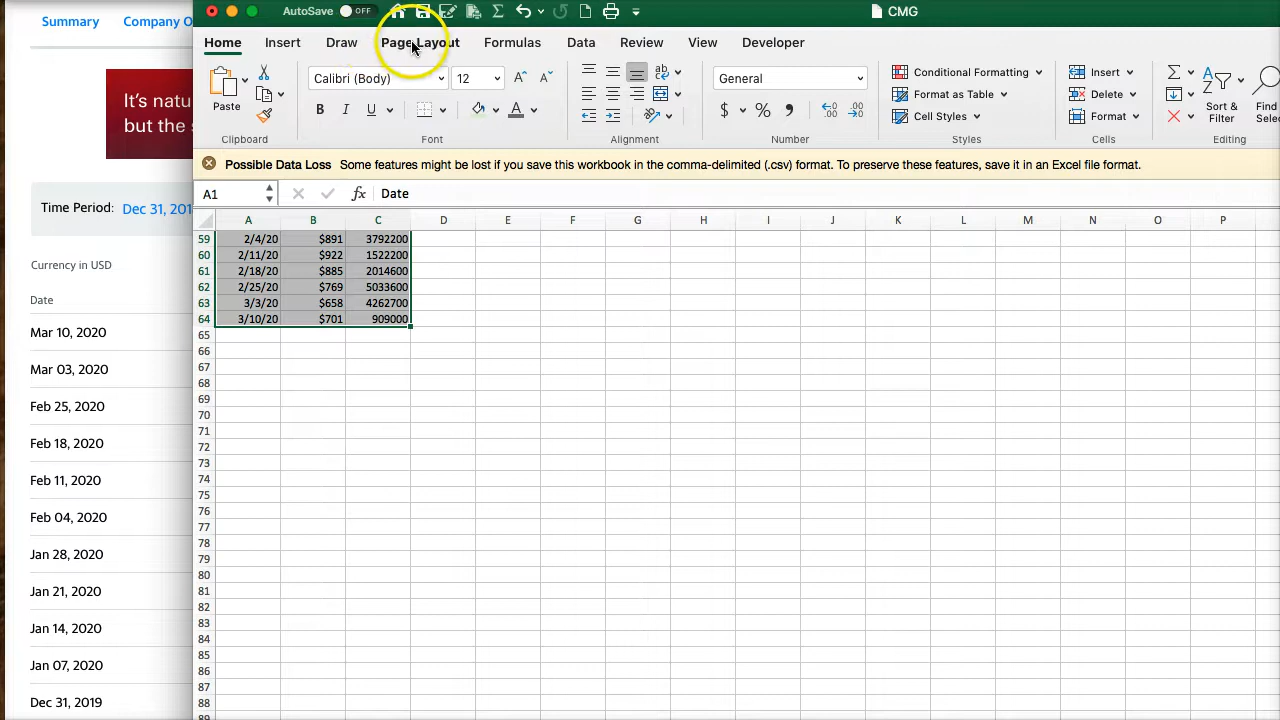 Summary Company O
It's natu
but the s
Time Period: Dec 31, 201
Currency in USD
Date
Mar 10, 2020
Mar 03, 2020
Feb 25, 2020
Feb 18, 2020
Feb 11, 2020
Feb 04, 2020
Jan 28, 2020
Jan 21, 2020
Jan 14, 2020
Jan 07, 2020
Dec 31, 2019
AutoSave OFF
CMG
Home Insert Draw Page Layout Formulas Data Review View Developer
Paste
Clipboard
Calibri (Body) 12
B I U
Font
Alignment
General
Number
Conditional Formatting
Format as Table
Cell Styles
Styles
Insert
Delete
Format
Cells
Sort &
Filter
Find
Selec
Editing
Possible Data Loss Some features might be lost if you save this workbook in the comma-delimited (.csv) format. To preserve these features, save it in an Excel file format.
A1 fx Date
A B C D E F G H I J K L M N O P
59 2/4/20 $891 3792200
60 2/11/20 $922 1522200
61 2/18/20 $885 2014600
62 2/25/20 $769 5033600
63 3/3/20 $658 4262700
64 3/10/20 $701 909000
65
66
67
68
69
70
71
72
73
74
75
76
77
78
79
80
81
82
83
84
85
86
87
88